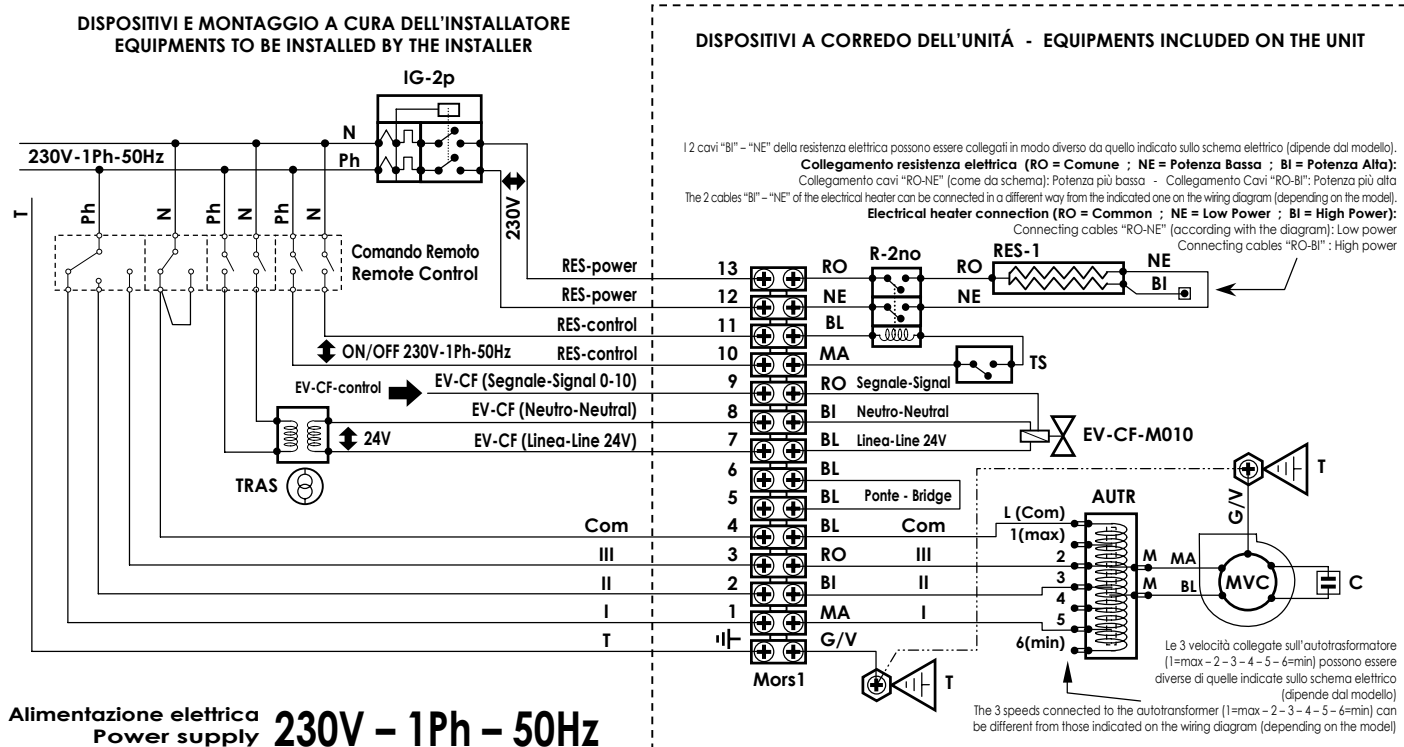 DISPOSITIVI E MONTAGGIO A CURA DELL'INSTALLATORE
EQUIPMENTS TO BE INSTALLED BY THE INSTALLER
DISPOSITIVI A CORREDO DELL'UNITÁ - EQUIPMENTS INCLUDED ON THE UNIT
IG-2p
N
Ph
230V-1Ph-50Hz
230V
T
Ph
N
Ph
N
Ph
N
Comando Remoto
Remote Control
I 2 cavi "BI" – "NE" della resistenza elettrica possono essere collegati in modo diverso da quello indicato sullo schema elettrico (dipende dal modello).
Collegamento resistenza elettrica (RO = Comune ; NE = Potenza Bassa ; BI = Potenza Alta):
Collegamento cavi "RO-NE" (come da schema): Potenza più bassa - Collegamento Cavi "RO-BI": Potenza più alta
The 2 cables "BI" – "NE" of the electrical heater can be connected in a different way from the indicated one on the wiring diagram (depending on the model).
Electrical heater connection (RO = Common ; NE = Low Power ; BI = High Power):
Connecting cables "RO-NE" (according with the diagram): Low power
Connecting cables "RO-BI" : High power
R-2no
RES-1
RES-power 13 RO RO NE
BI
RES-power 12 NE NE
RES-control 11 BL
ON/OFF 230V-1Ph-50Hz
RES-control 10 MA
TS
EV-CF-control
EV-CF (Segnale-Signal 0-10) 9 RO Segnale-Signal
EV-CF (Neutro-Neutral) 8 BI Neutro-Neutral
24V
EV-CF (Linea-Line 24V) 7 BL Linea-Line 24V
EV-CF-M010
TRAS
6 BL
5 BL Ponte - Bridge
Com 4 BL Com
III 3 RO III
II 2 BI II
I 1 MA I
T G/V
Mors1
T
AUTR
L (Com)
1(max)
2
3
4
5
6(min)
M MA
M BL
MVC
C
G/V
T
Le 3 velocità collegate sull'autotrasformatore
(1=max – 2 – 3 – 4 – 5 – 6=min) possono essere
diverse di quelle indicate sullo schema elettrico
(dipende dal modello)
The 3 speeds connected to the autotransformer (1=max – 2 – 3 – 4 – 5 – 6=min) can
be different from those indicated on the wiring diagram (depending on the model)
Alimentazione elettrica
Power supply
230V – 1Ph – 50Hz